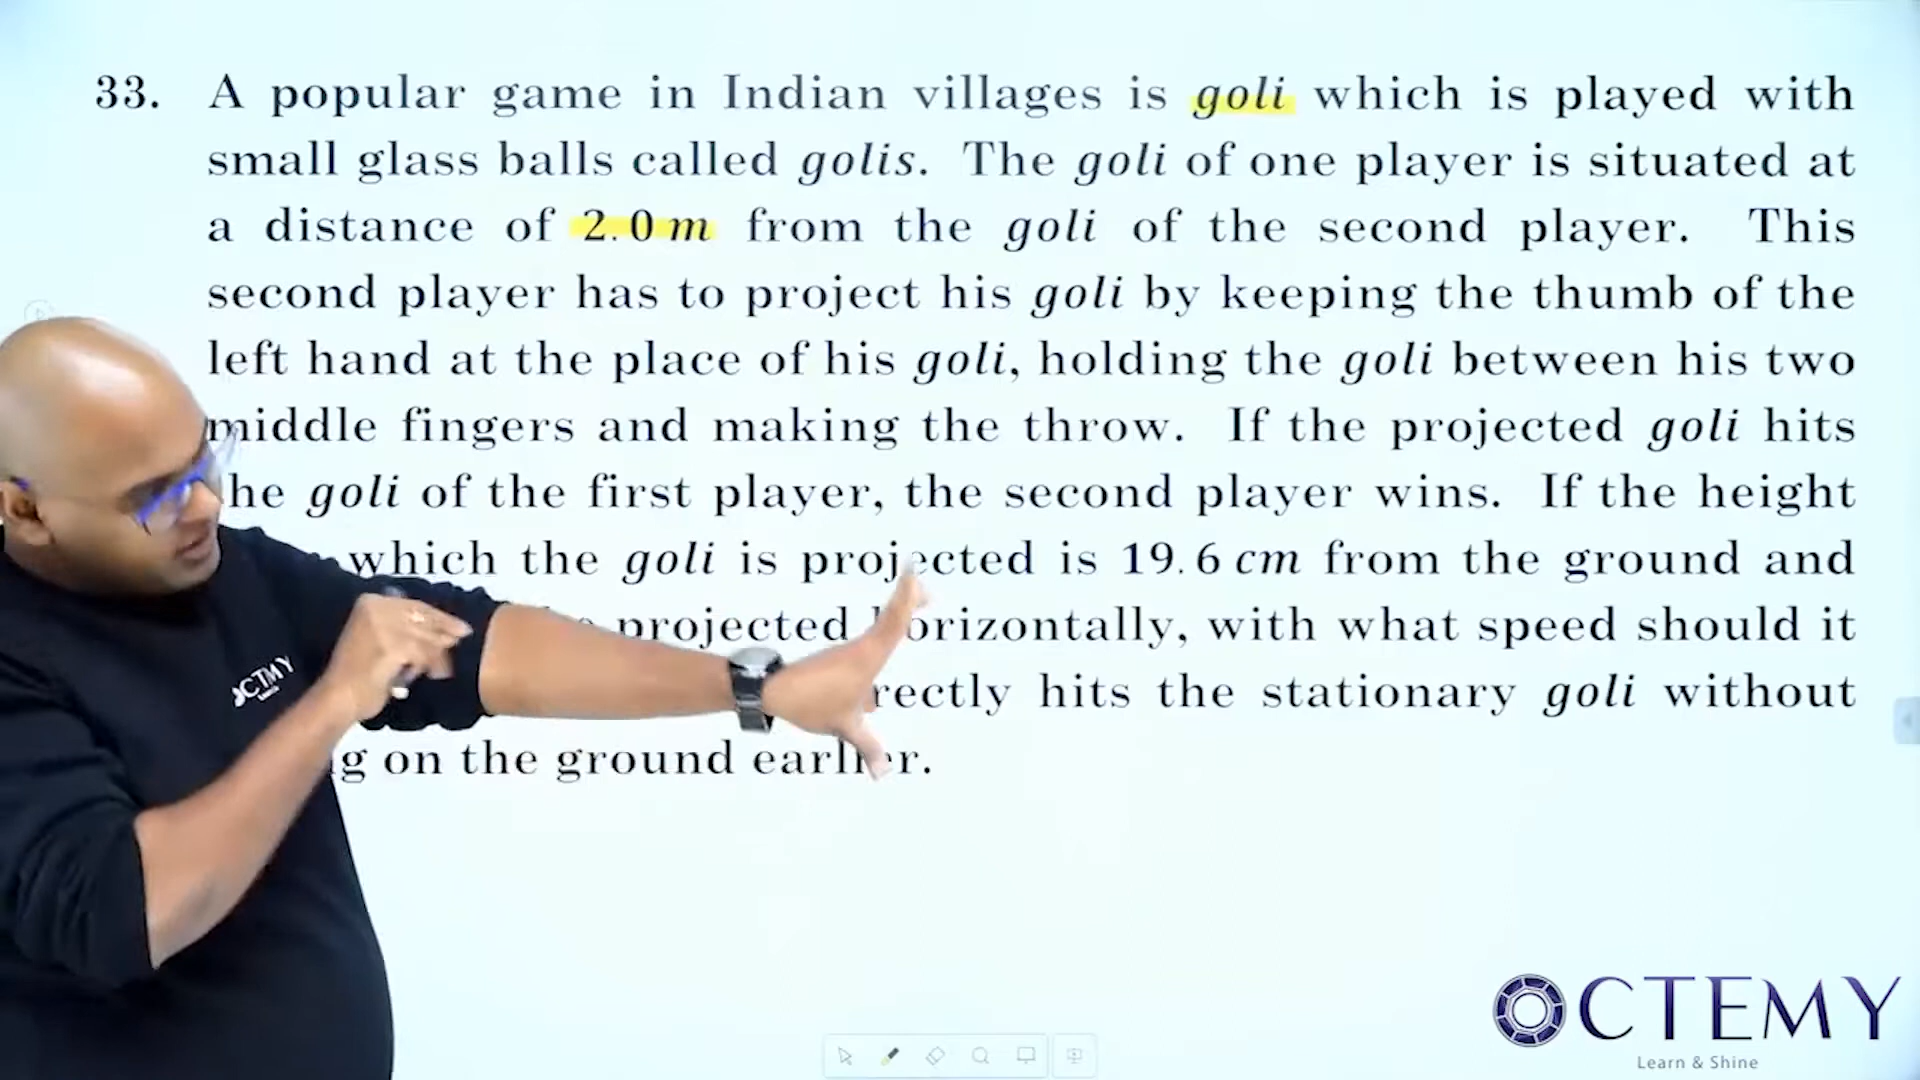 33. A popular game in Indian villages is goli which is played with
small glass balls called golis. The goli of one player is situated at
a distance of 2.0 m from the goli of the second player. This
second player has to project his goli by keeping the thumb of the
left hand at the place of his goli, holding the goli between his two
middle fingers and making the throw. If the projected goli hits
he goli of the first player, the second player wins. If the height
which the goli is projected is 19.6 cm from the ground and
projected horizontally, with what speed should it
rectly hits the stationary goli without
g on the ground earlier.
OCTMY
OCTEMY
Learn & Shine